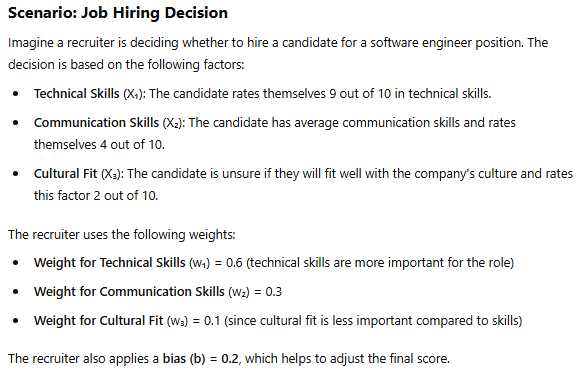 Scenario: Job Hiring Decision
Imagine a recruiter is deciding whether to hire a candidate for a software engineer position. The
decision is based on the following factors:
• Technical Skills (X₁): The candidate rates themselves 9 out of 10 in technical skills.
• Communication Skills (X₂): The candidate has average communication skills and rates
themselves 4 out of 10.
• Cultural Fit (X₃): The candidate is unsure if they will fit well with the company's culture and rates
this factor 2 out of 10.
The recruiter uses the following weights:
• Weight for Technical Skills (w₁) = 0.6 (technical skills are more important for the role)
• Weight for Communication Skills (w₂) = 0.3
• Weight for Cultural Fit (w₃) = 0.1 (since cultural fit is less important compared to skills)
The recruiter also applies a bias (b) = 0.2, which helps to adjust the final score.